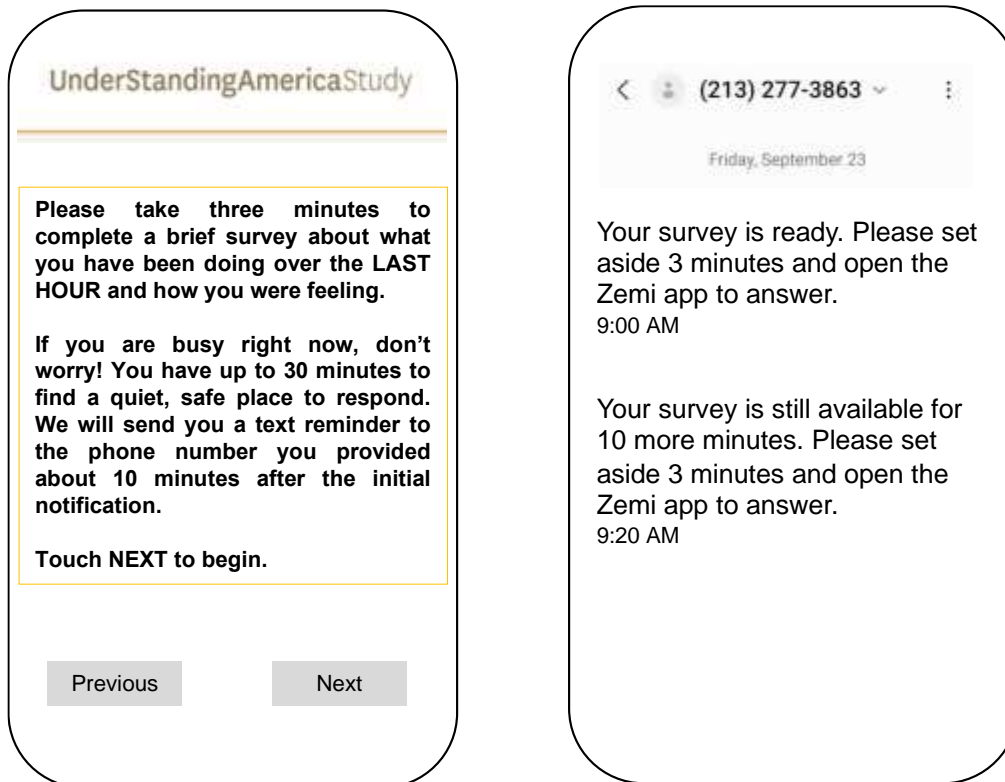 UnderStandingAmericaStudy
Please take three minutes to
complete a brief survey about what
you have been doing over the LAST
HOUR and how you were feeling.
If you are busy right now, don't
worry! You have up to 30 minutes to
find a quiet, safe place to respond.
We will send you a text reminder to
the phone number you provided
about 10 minutes after the initial
notification.
Touch NEXT to begin.
Previous
Next
(213) 277-3863
Friday, September 23
Your survey is ready. Please set
aside 3 minutes and open the
Zemi app to answer.
9:00 AM
Your survey is still available for
10 more minutes. Please set
aside 3 minutes and open the
Zemi app to answer.
9:20 AM